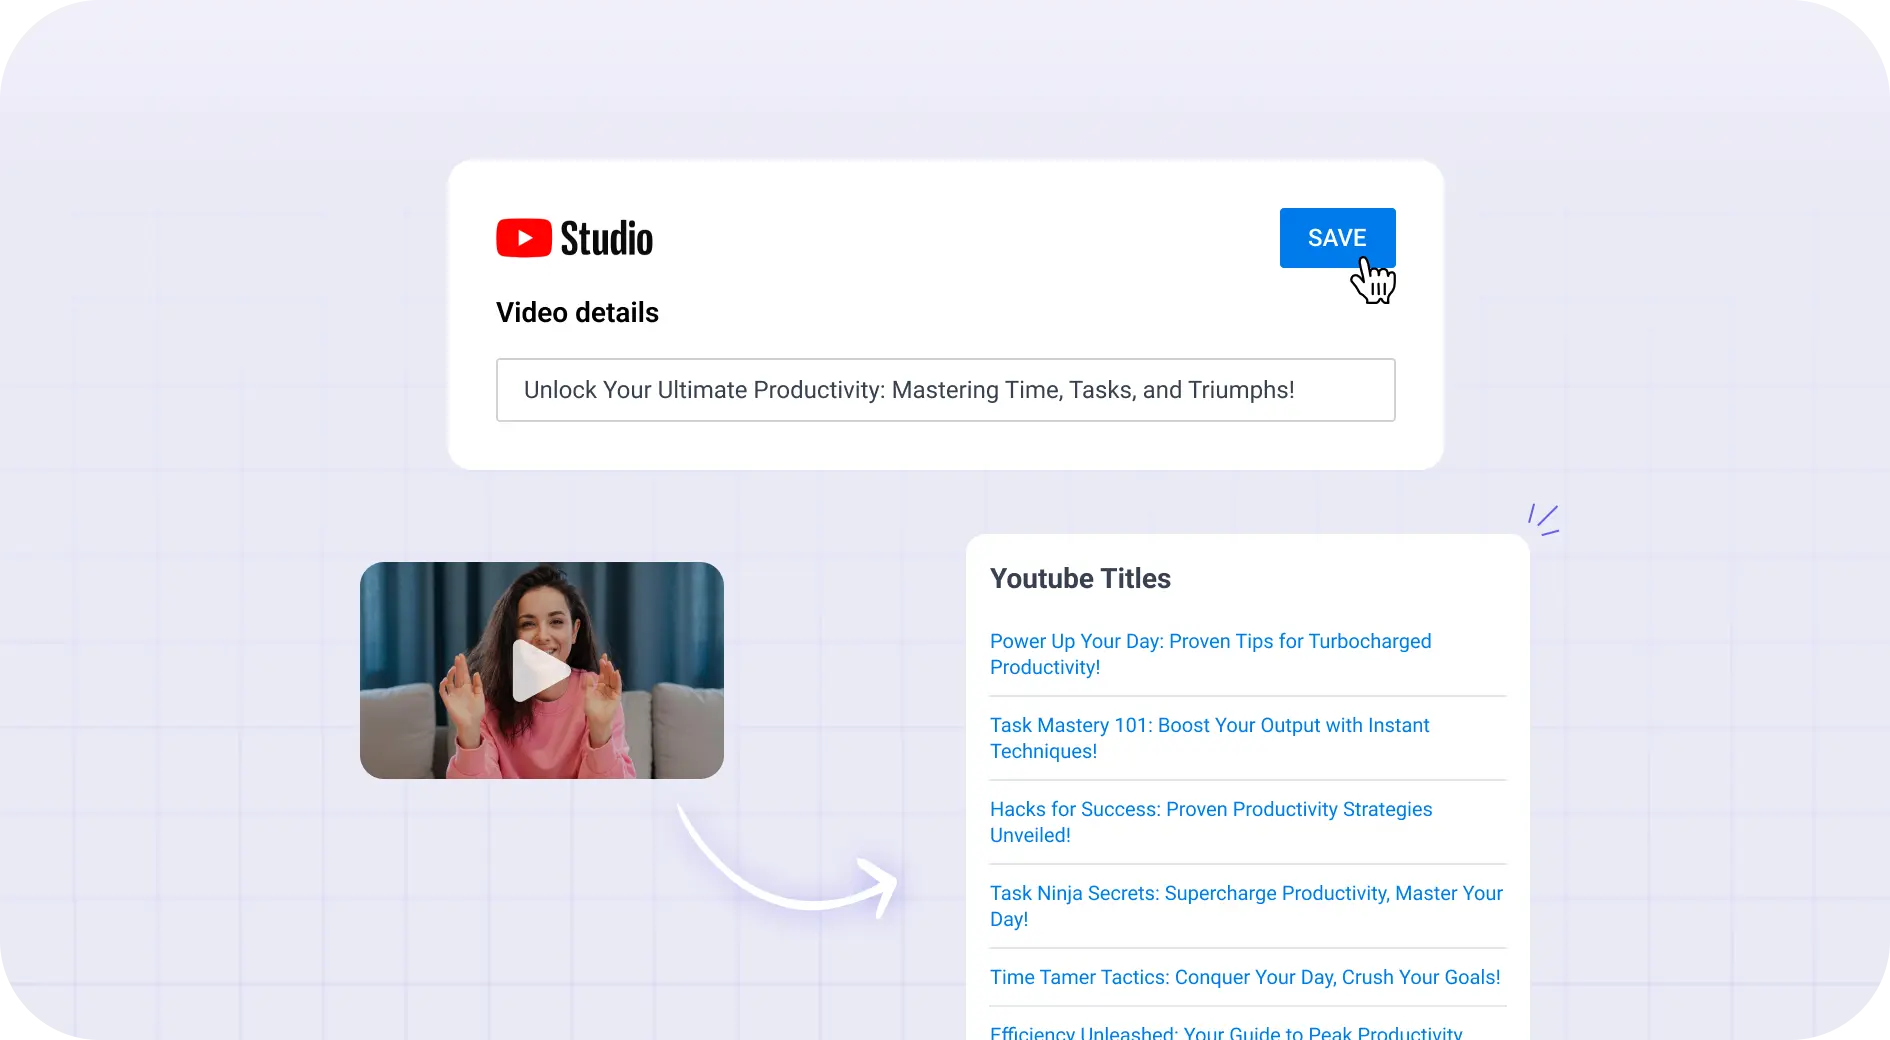 Studio
SAVE
Video details
Unlock Your Ultimate Productivity: Mastering Time, Tasks, and Triumphs!
Youtube Titles
Power Up Your Day: Proven Tips for Turbocharged
Productivity!
Task Mastery 101: Boost Your Output with Instant
Techniques!
Hacks for Success: Proven Productivity Strategies
Unveiled!
Task Ninja Secrets: Supercharge Productivity, Master Your
Day!
Time Tamer Tactics: Conquer Your Day, Crush Your Goals!
Efficiency Unleashed: Your Guide to Peak Productivity